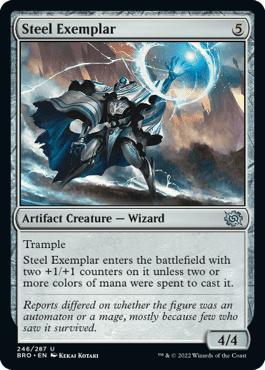 Steel Exemplar 5
Artifact Creature — Wizard
Trample
Steel Exemplar enters the battlefield with
two +1/+1 counters on it unless two or
more colors of mana were spent to cast it.
Reports differed on whether the figure was an
automaton or a mage, mostly because few who
saw it survived.
4/4
246/287 U
BRO • EN Kekai Kotaki
™ & © 2022 Wizards of the Coast